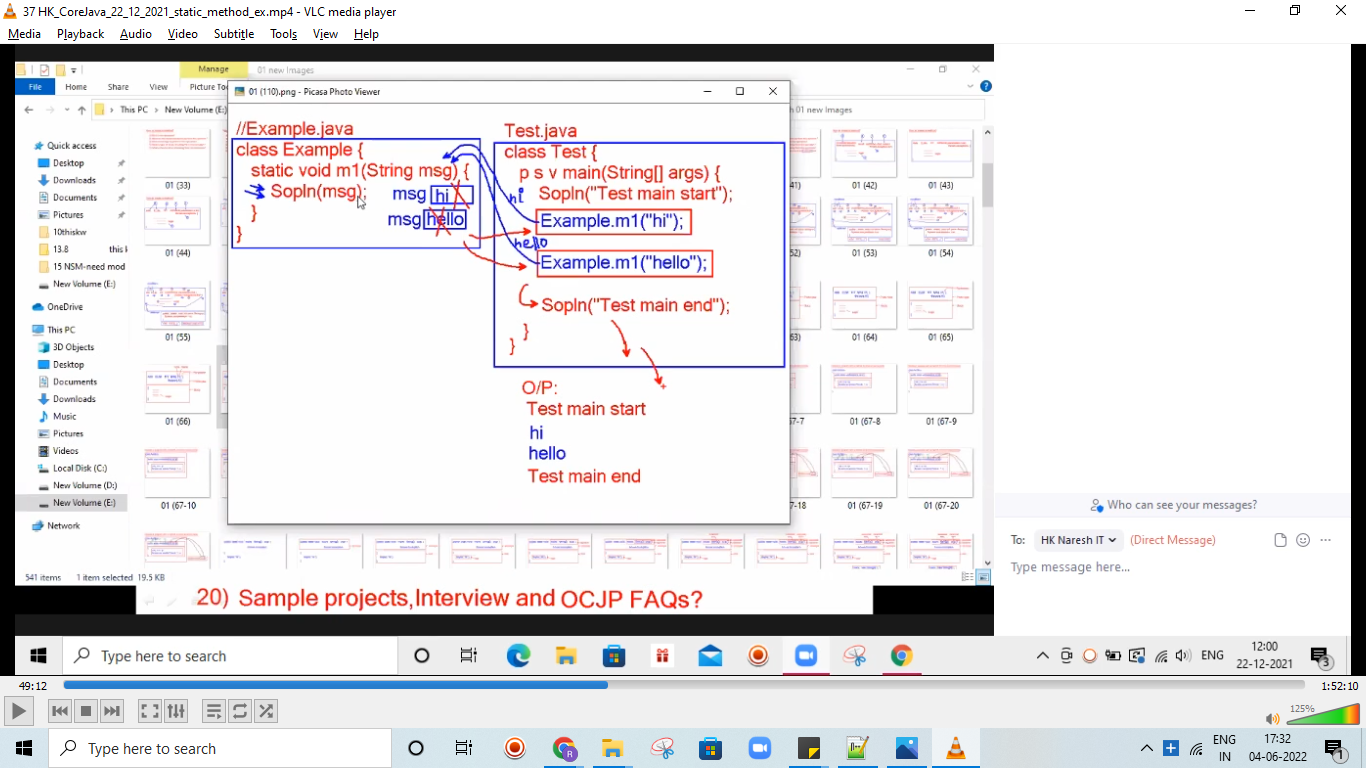 37 HK_CoreJava_22_12_2021_static_method_ex.mp4 - VLC media player
Media Playback Audio Video Subtitle Tools View Help
Manage 01 new Images
File Home Share View Picture Too
This PC New Volume (E:)
01 new Images
01 (110).png - Picasa Photo Viewer
Quick access
Desktop
Downloads
Documents
Pictures
10thiskw
13.8 this k
15 NSM-need mod
New Volume (E:)
OneDrive
This PC
3D Objects
Desktop
Documents
Downloads
Music
Pictures
Videos
Local Disk (C:)
New Volume (D:)
New Volume (E:)
Network
01 (33)
01 (44)
01 (55)
01 (66)
01 (67-10
//Example.java
class Example {
static void m1(String msg) {
Sopln(msg);
msg hi
msg hello
}
}
Test.java
class Test {
p s v main(String[] args) {
Sopln("Test main start");
hi
Example.m1("hi");
hello
Example.m1("hello");
Sopln("Test main end");
}
}
O/P:
Test main start
hi
hello
Test main end
41) 01 (42) 01 (43)
52) 01 (53) 01 (54)
63) 01 (64) 01 (65)
7-7 01 (67-8 01 (67-9
7-18 01 (67-19 01 (67-20
541 items 1 item selected 19.5 KB
20) Sample projects,Interview and OCJP FAQs?
Who can see your messages?
To: HK Naresh IT (Direct Message)
Type message here...
Type here to search
ENG
12:00
22-12-2021
3
49:12
1:52:10
125%
Type here to search
ENG
IN
17:32
04-06-2022
1